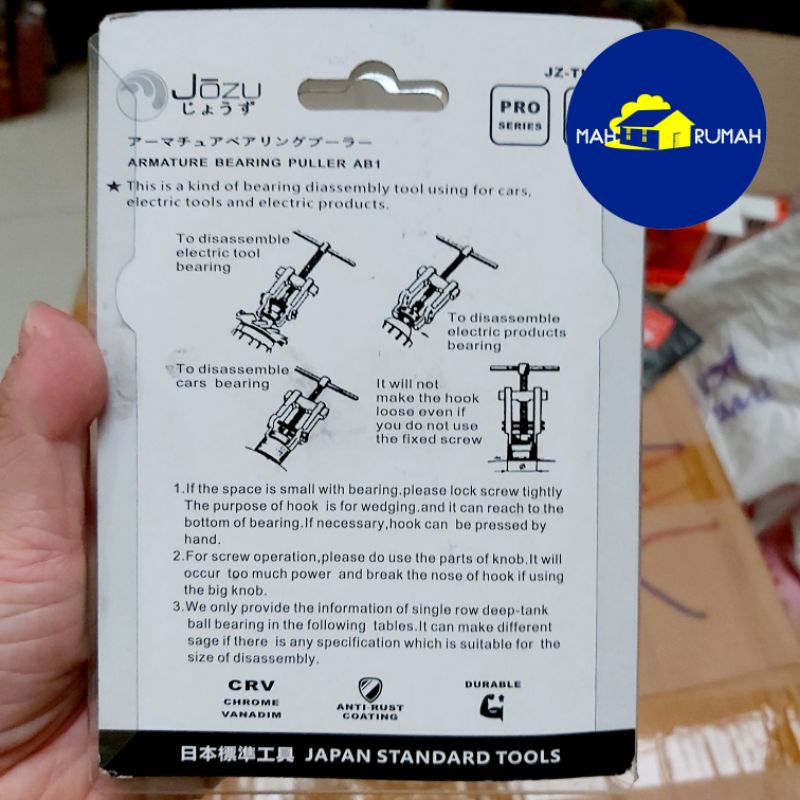 Jōzu
じょうず
JZ-T
PRO
SERIES
MAH RUMAH
アーマチュアベアリングプーラー
ARMATURE BEARING PULLER AB1
★ This is a kind of bearing diassembly tool using for cars,
electric tools and electric products.
To disassemble
electric tool
bearing
To disassemble
electric products
bearing
To disassemble
cars bearing
It will not
make the hook
loose even if
you do not use
the fixed screw
1.If the space is small with bearing.please lock screw tightly
The purpose of hook is for wedging.and it can reach to the
bottom of bearing.If necessary,hook can be pressed by
hand.
2.For screw operation,please do use the parts of knob.It will
occur too much power and break the nose of hook if using
the big knob.
3.We only provide the information of single row deep-tank
ball bearing in the following tables.It can make different
sage if there is any specification which is suitable for the
size of disassembly.
CRV
CHROME
VANADIM
ANTI-RUST
COATING
DURABLE
日本標準工具 JAPAN STANDARD TOOLS